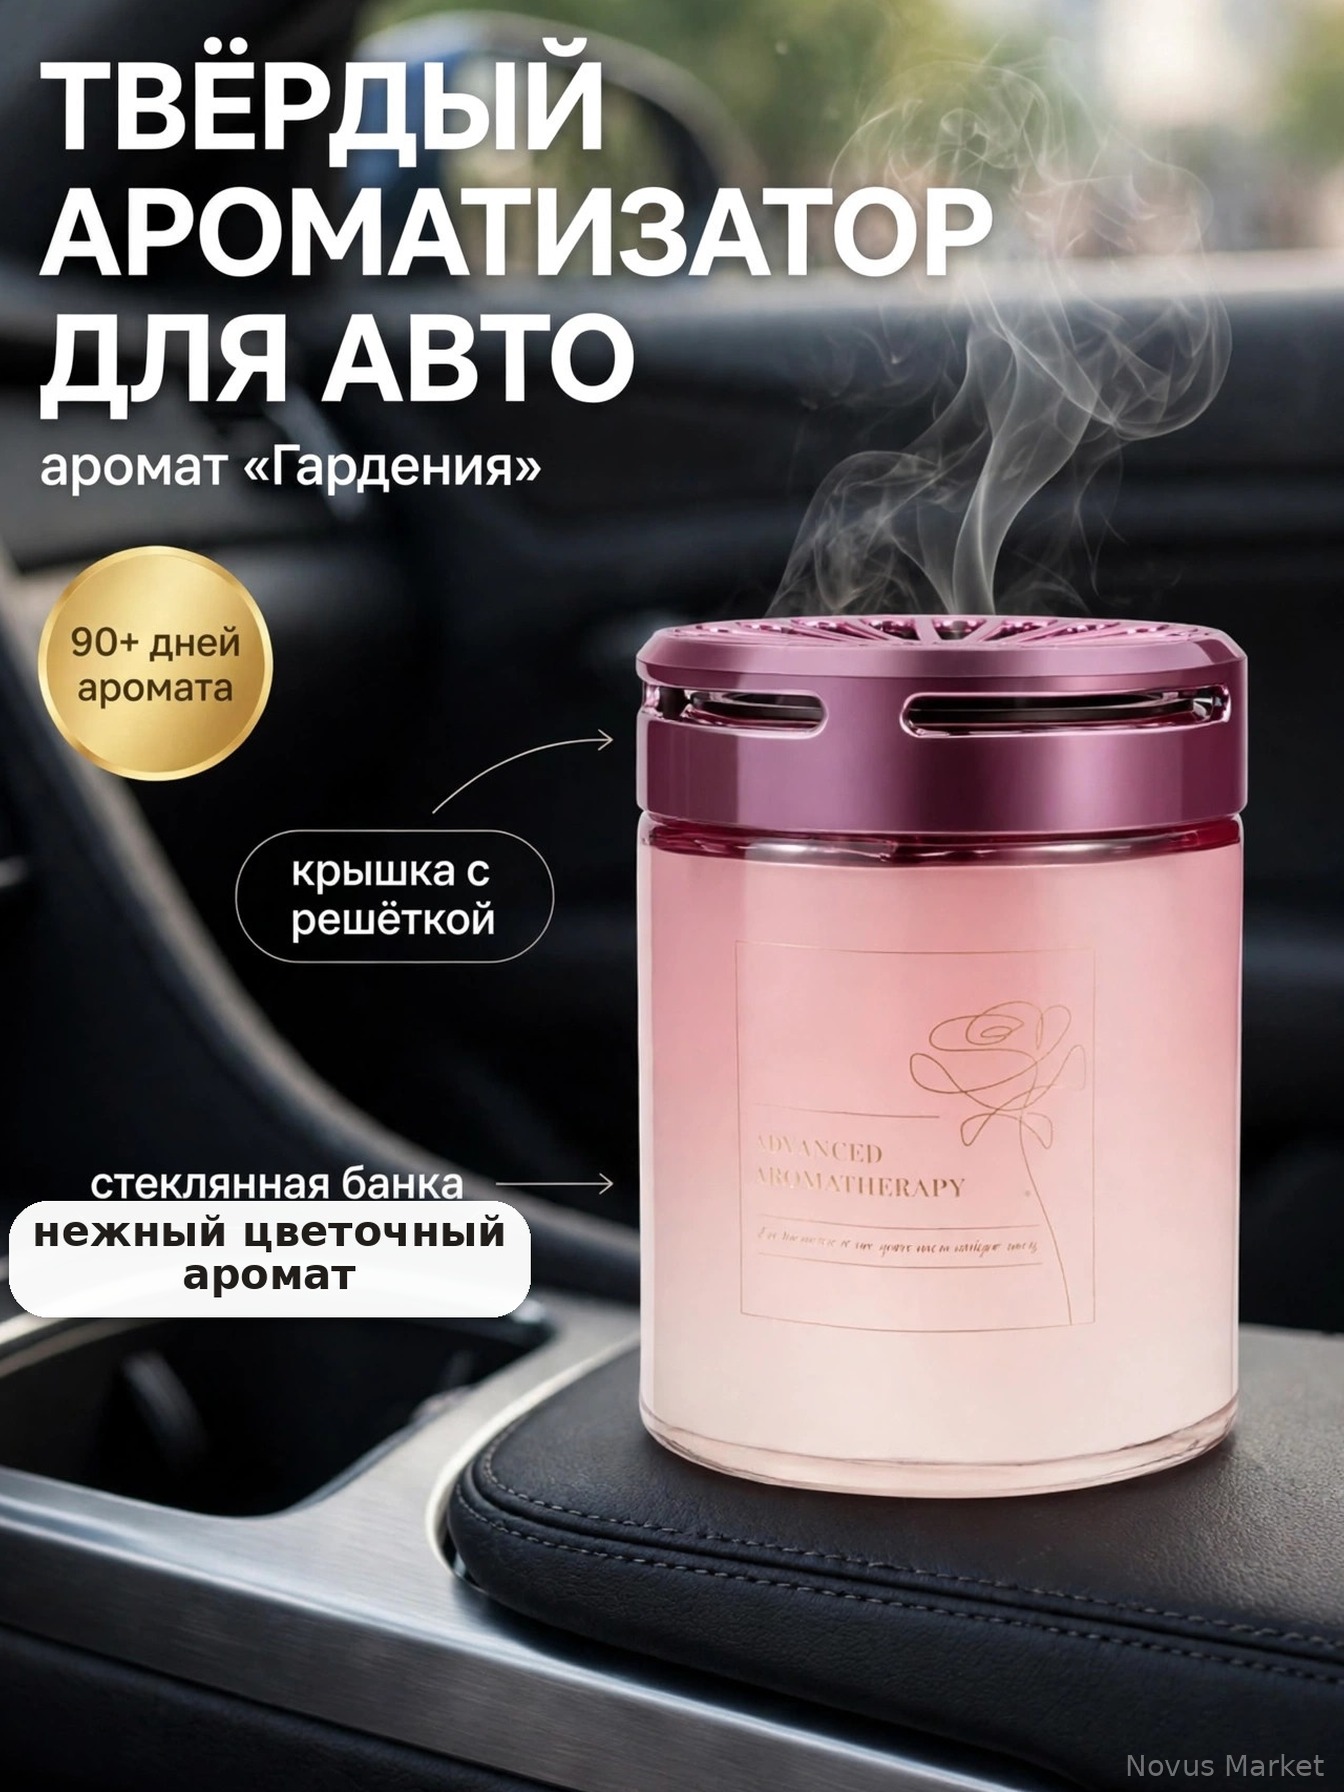 ТВЁРДЫЙ
АРОМАТИЗАТОР
ДЛЯ АВТО
аромат «Гардения»
90+ дней
аромата
крышка с
решёткой
стеклянная банка
нежный цветочный
аромат
ADVANCED
AROMATHERAPY
Novus Market